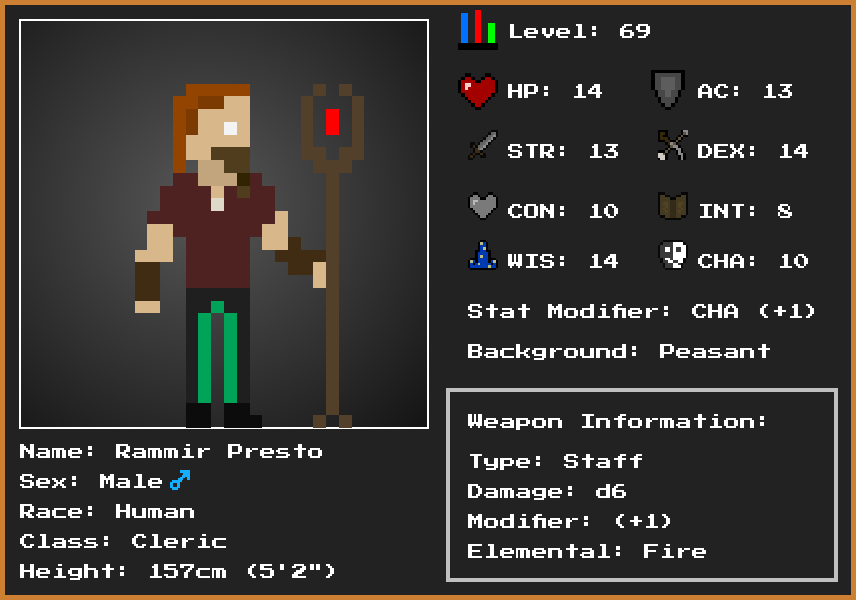 Level: 69
HP: 14 AC: 13
STR: 13 DEX: 14
CON: 10 INT: 8
WIS: 14 CHA: 10
Stat Modifier: CHA (+1)
Background: Peasant
Weapon Information:
Type: Staff
Damage: d6
Modifier: (+1)
Elemental: Fire
Name: Rammir Presto
Sex: Male♂
Race: Human
Class: Cleric
Height: 157cm (5'2")